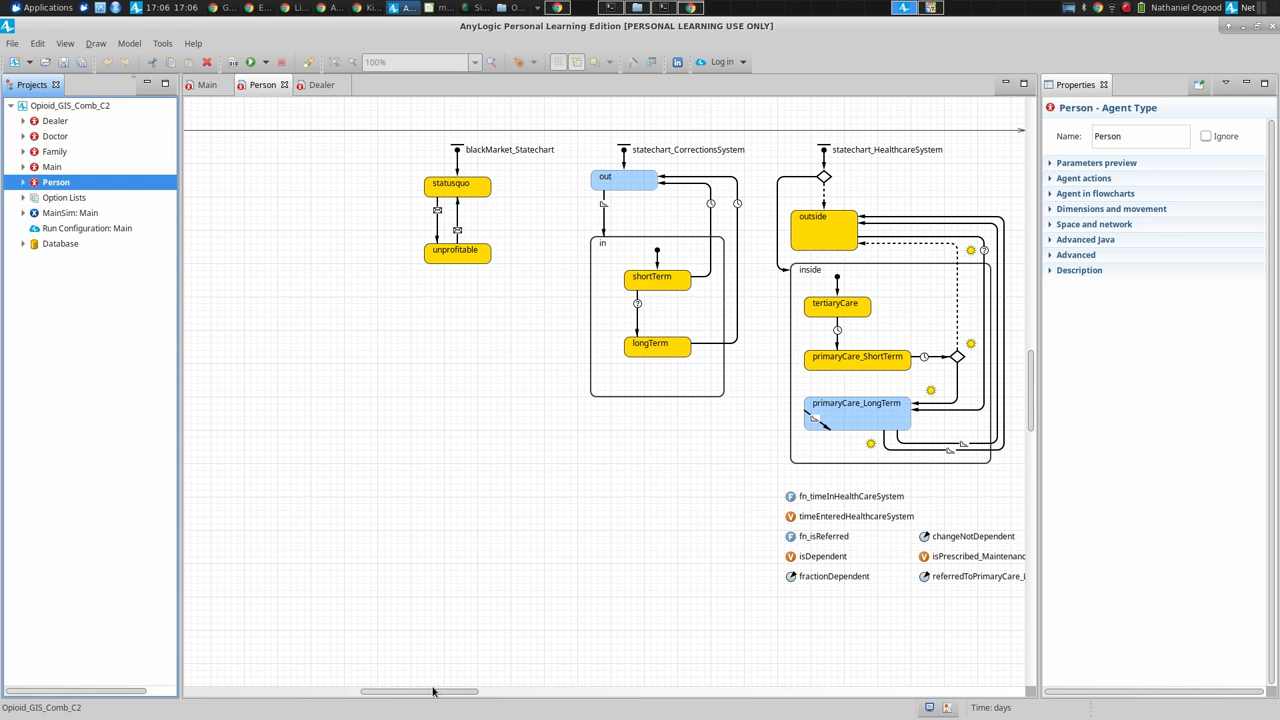 Applications 17:06 17:06 G... E... Li... A... Ki... A... m... Si... O... Nathaniel Osgood Net
AnyLogic Personal Learning Edition [PERSONAL LEARNING USE ONLY]
File Edit View Draw Model Tools Help
100% Log in
Projects
Main Person Dealer
Properties
Opioid_GIS_Comb_C2
Dealer
Doctor
Family
Main
Person
Option Lists
MainSim: Main
Run Configuration: Main
Database
blackMarket_Statechart
statusquo
unprofitable
statechart_CorrectionsSystem
out
in
shortTerm
longTerm
statechart_HealthcareSystem
outside
inside
tertiaryCare
primaryCare_ShortTerm
primaryCare_LongTerm
fn_timeInHealthCareSystem
timeEnteredHealthcareSystem
fn_isReferred changeNotDependent
isDependent isPrescribed_Maintenanc
fractionDependent referredToPrimaryCare_l
Person - Agent Type
Name: Person Ignore
Parameters preview
Agent actions
Agent in flowcharts
Dimensions and movement
Space and network
Advanced Java
Advanced
Description
Opioid_GIS_Comb_C2 Time: days